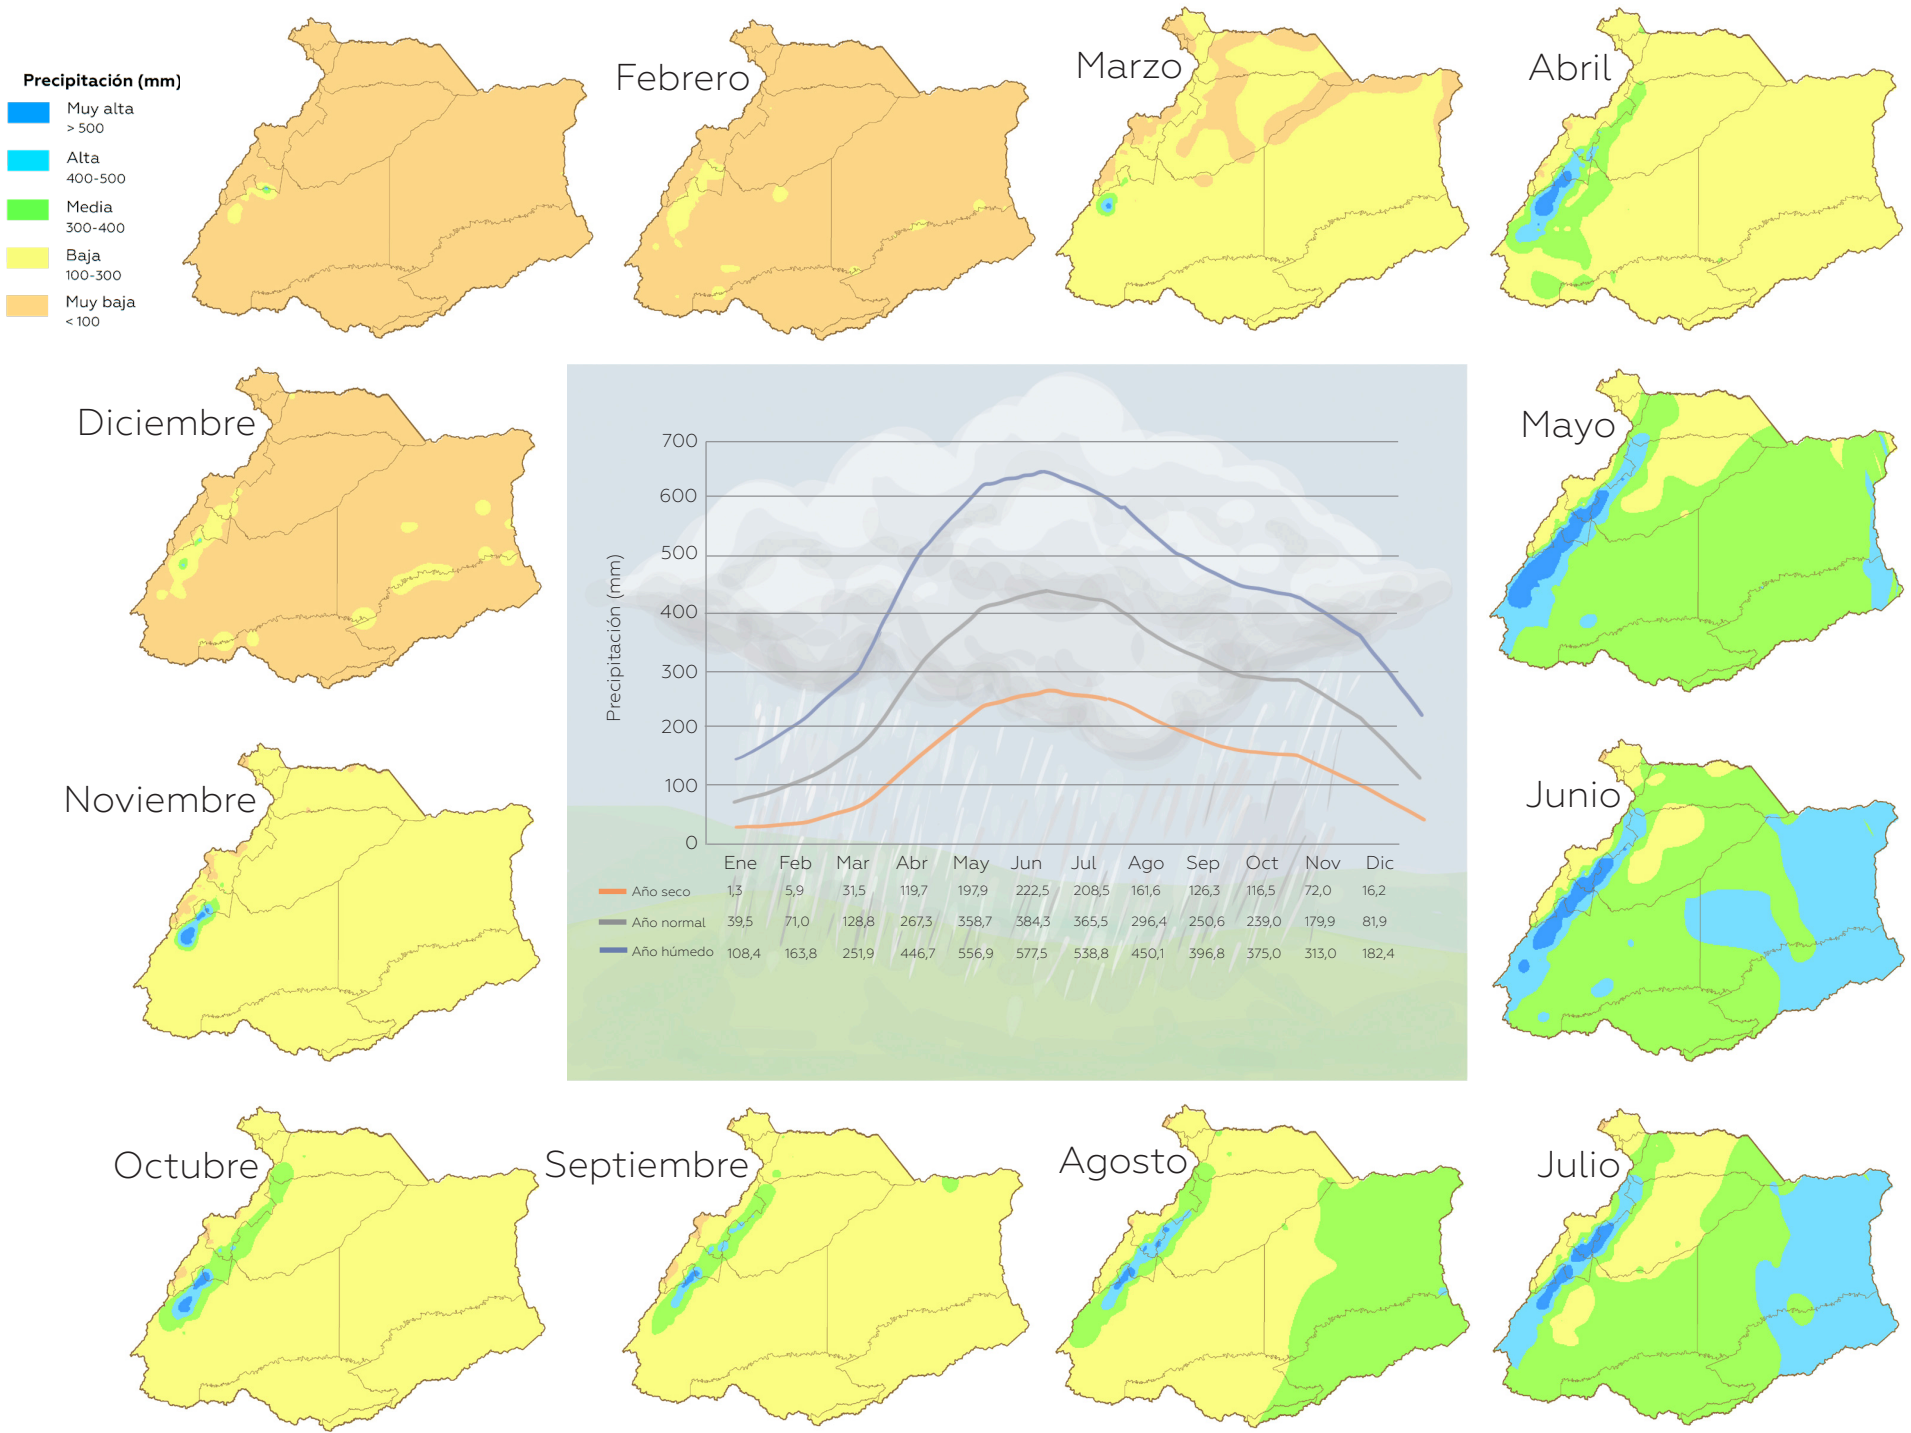 Precipitación (mm)
Muy alta
> 500
Alta
400-500
Media
300-400
Baja
100-300
Muy baja
< 100
Febrero
Marzo
Abril
Diciembre
Mayo
Noviembre
Junio
Octubre
Septiembre
Agosto
Julio
Precipitación (mm)
700
600
500
400
300
200
100
0
Ene Feb Mar Abr May Jun Jul Ago Sep Oct Nov Dic
Año seco 1,3 5,9 31,5 119,7 197,9 222,5 208,5 161,6 126,3 116,5 72,0 16,2
Año normal 39,5 71,0 128,8 267,3 358,7 384,3 365,5 296,4 250,6 239,0 179,9 81,9
Año húmedo 108,4 163,8 251,9 446,7 556,9 577,5 538,8 450,1 396,8 375,0 313,0 182,4